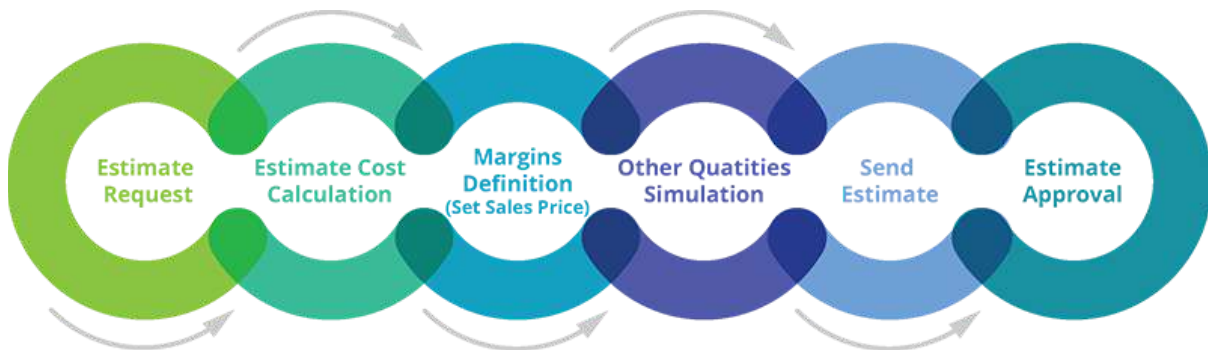 Estimate
Request
Estimate Cost
Calculation
Margins
Definition
(Set Sales Price)
Other Quatities
Simulation
Send
Estimate
Estimate
Approval